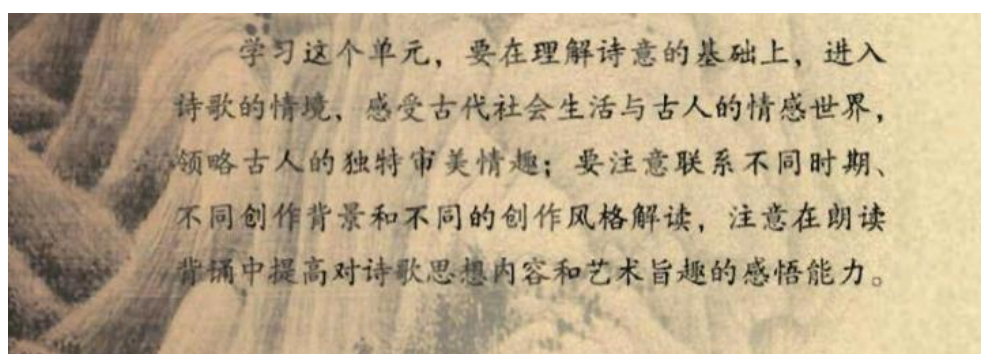 学习这个单元，要在理解诗意的基础上，进入
诗歌的情境，感受古代社会生活与古人的情感世界，
领略古人的独特审美情趣；要注意联系不同时期、
不同创作背景和不同的创作风格解读，注意在朗读
背诵中提高对诗歌思想内容和艺术旨趣的感悟能力。